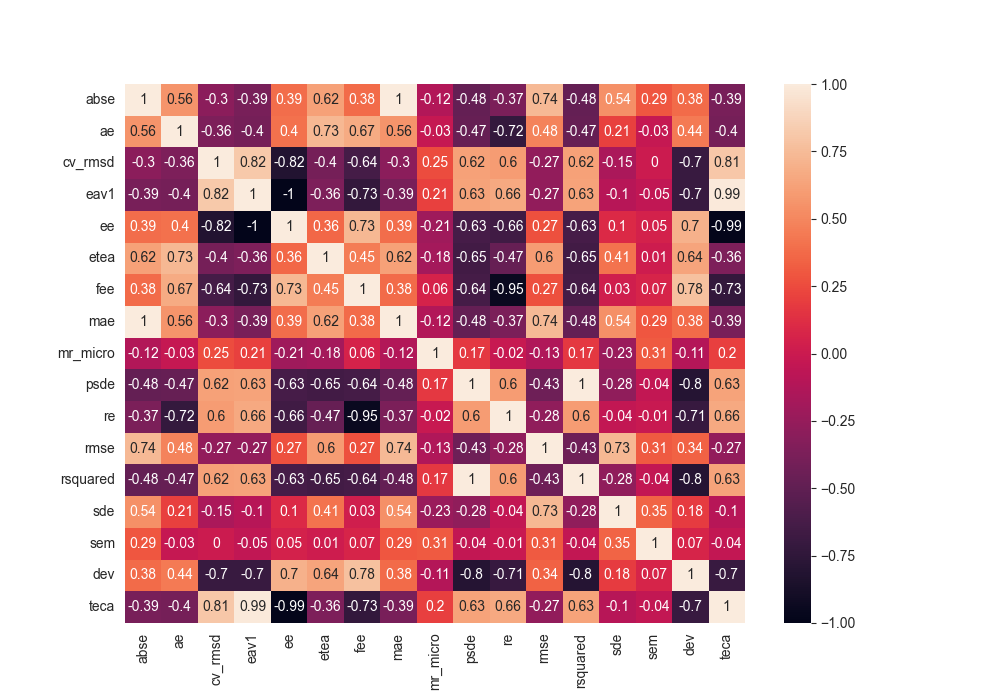 abse 1 0.56 -0.3 -0.39 0.39 0.62 0.38 1 -0.12 -0.48 -0.37 0.74 -0.48 0.54 0.29 0.38 -0.39
ae 0.56 1 -0.36 -0.4 0.4 0.73 0.67 0.56 -0.03 -0.47 -0.72 0.48 -0.47 0.21 -0.03 0.44 -0.4
cv_rmsd -0.3 -0.36 1 0.82 -0.82 -0.4 -0.64 -0.3 0.25 0.62 0.6 -0.27 0.62 -0.15 0 -0.7 0.81
eav1 -0.39 -0.4 0.82 1 -1 -0.36 -0.73 -0.39 0.21 0.63 0.66 -0.27 0.63 -0.1 -0.05 -0.7 0.99
ee 0.39 0.4 -0.82 -1 1 0.36 0.73 0.39 -0.21 -0.63 -0.66 0.27 -0.63 0.1 0.05 0.7 -0.99
etea 0.62 0.73 -0.4 -0.36 0.36 1 0.45 0.62 -0.18 -0.65 -0.47 0.6 -0.65 0.41 0.01 0.64 -0.36
fee 0.38 0.67 -0.64 -0.73 0.73 0.45 1 0.38 0.06 -0.64 -0.95 0.27 -0.64 0.03 0.07 0.78 -0.73
mae 1 0.56 -0.3 -0.39 0.39 0.62 0.38 1 -0.12 -0.48 -0.37 0.74 -0.48 0.54 0.29 0.38 -0.39
mr_micro -0.12 -0.03 0.25 0.21 -0.21 -0.18 0.06 -0.12 1 0.17 -0.02 -0.13 0.17 -0.23 0.31 -0.11 0.2
psde -0.48 -0.47 0.62 0.63 -0.63 -0.65 -0.64 -0.48 0.17 1 0.6 -0.43 1 -0.28 -0.04 -0.8 0.63
re -0.37 -0.72 0.6 0.66 -0.66 -0.47 -0.95 -0.37 -0.02 0.6 1 -0.28 0.6 -0.04 -0.01 -0.71 0.66
rmse 0.74 0.48 -0.27 -0.27 0.27 0.6 0.27 0.74 -0.13 -0.43 -0.28 1 -0.43 0.73 0.31 0.34 -0.27
rsquared -0.48 -0.47 0.62 0.63 -0.63 -0.65 -0.64 -0.48 0.17 1 0.6 -0.43 1 -0.28 -0.04 -0.8 0.63
sde 0.54 0.21 -0.15 -0.1 0.1 0.41 0.03 0.54 -0.23 -0.28 -0.04 0.73 -0.28 1 0.35 0.18 -0.1
sem 0.29 -0.03 0 -0.05 0.05 0.01 0.07 0.29 0.31 -0.04 -0.01 0.31 -0.04 0.35 1 0.07 -0.04
dev 0.38 0.44 -0.7 -0.7 0.7 0.64 0.78 0.38 -0.11 -0.8 -0.71 0.34 -0.8 0.18 0.07 1 -0.7
teca -0.39 -0.4 0.81 0.99 -0.99 -0.36 -0.73 -0.39 0.2 0.63 0.66 -0.27 0.63 -0.1 -0.04 -0.7 1
abse ae cv_rmsd eav1 ee etea fee mae mr_micro psde re rmse rsquared sde sem dev teca
1.00
0.75
0.50
0.25
0.00
−0.25
−0.50
−0.75
−1.00